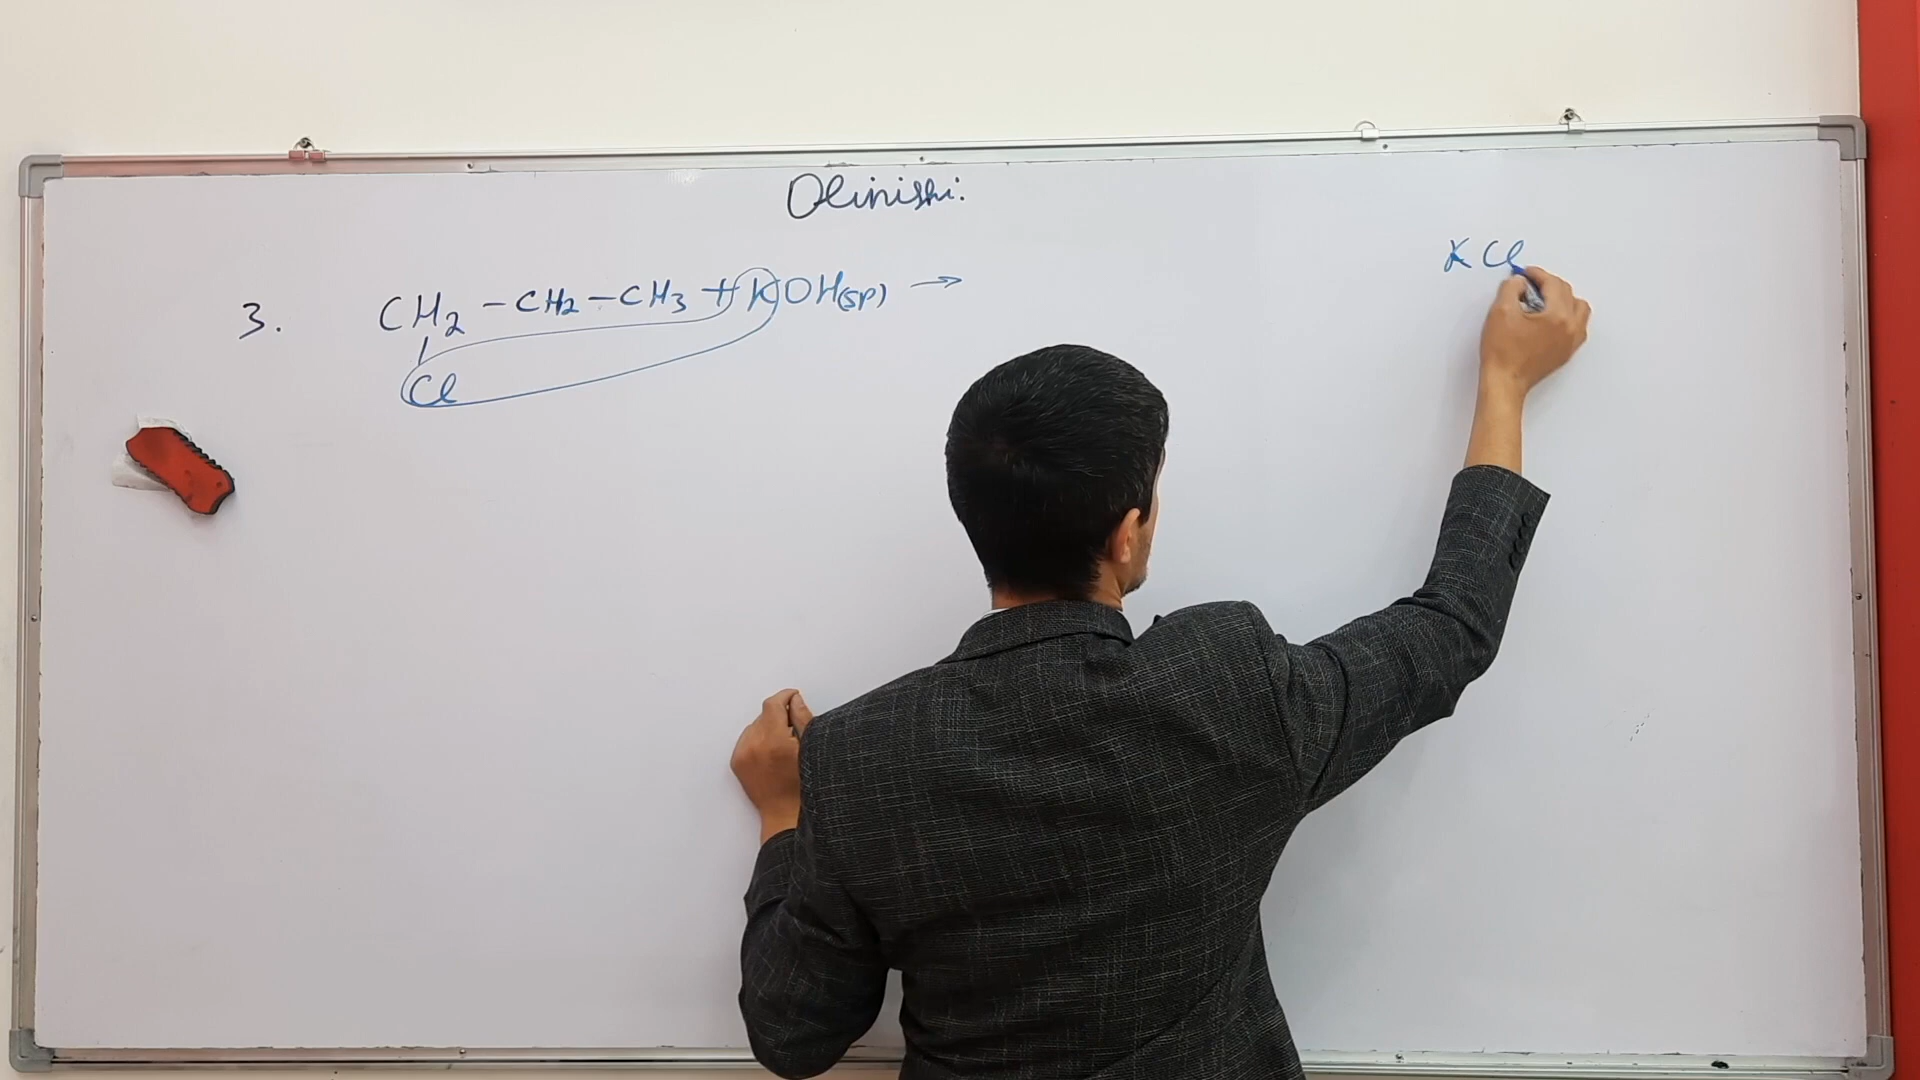 Olinishi:
3. CH2 – CH2 – CH3 + KOH(sp) → KCl
Cl